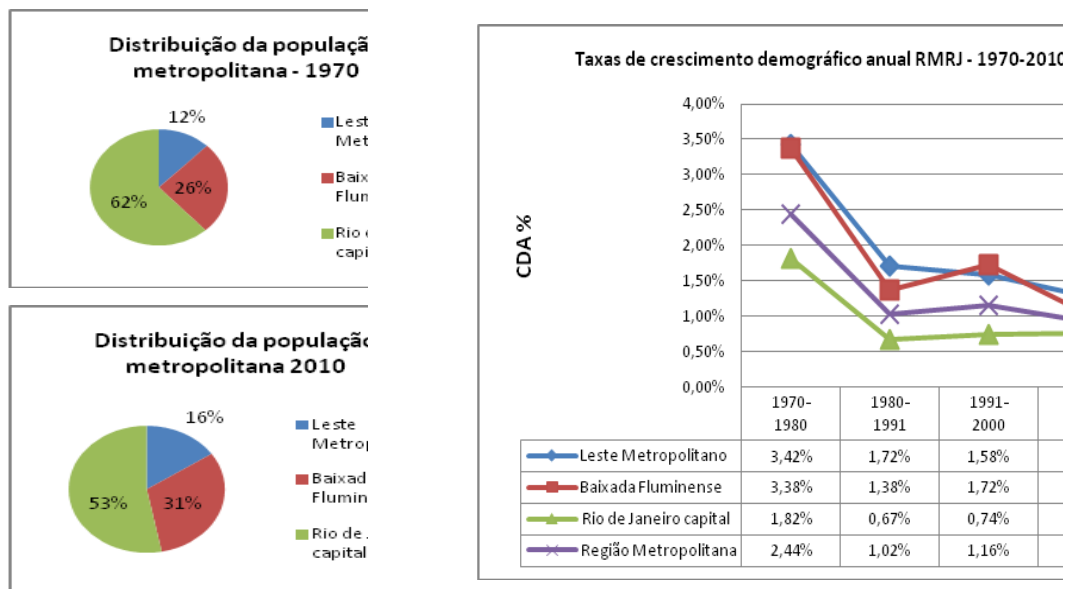 Distribuição da populaçã
metropolitana - 1970
12%
26%
62%
Lest
Met
Baixa
Flum
Rio
capi
Distribuição da população
metropolitana 2010
16%
31%
53%
Leste
Metrop
Baixad
Flumin
Rio de
capital
Taxas de crescimento demográfico anual RMRJ - 1970-2010
CDA %
4,00%
3,50%
3,00%
2,50%
2,00%
1,50%
1,00%
0,50%
0,00%
1970- 1980- 1991-
1980 1991 2000
Leste Metropolitano 3,42% 1,72% 1,58%
Baixada Fluminense 3,38% 1,38% 1,72%
Rio de Janeiro capital 1,82% 0,67% 0,74%
Região Metropolitana 2,44% 1,02% 1,16%